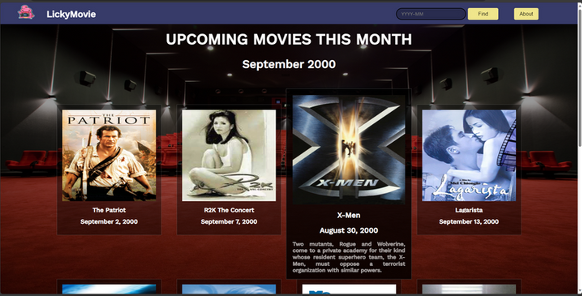 LickyMovie
YYYY-MM
Find
About
UPCOMING MOVIES THIS MONTH
September 2000
THE
PATRIOT
R2K
X-MEN
Lagarista
The Patriot
September 2, 2000
R2K The Concert
September 7, 2000
X-Men
August 30, 2000
Two mutants, Rogue and Wolverine,
come to a private academy for their kind
whose resident superhero team, the X-
Men, must oppose a terrorist
organization with similar powers.
Lagarista
September 13, 2000